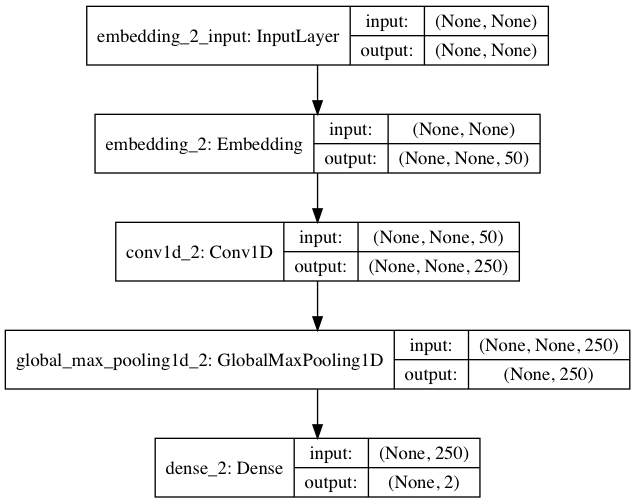 embedding_2_input: InputLayer
input: (None, None)
output: (None, None)
embedding_2: Embedding
input: (None, None)
output: (None, None, 50)
conv1d_2: Conv1D
input: (None, None, 50)
output: (None, None, 250)
global_max_pooling1d_2: GlobalMaxPooling1D
input: (None, None, 250)
output: (None, 250)
dense_2: Dense
input: (None, 250)
output: (None, 2)